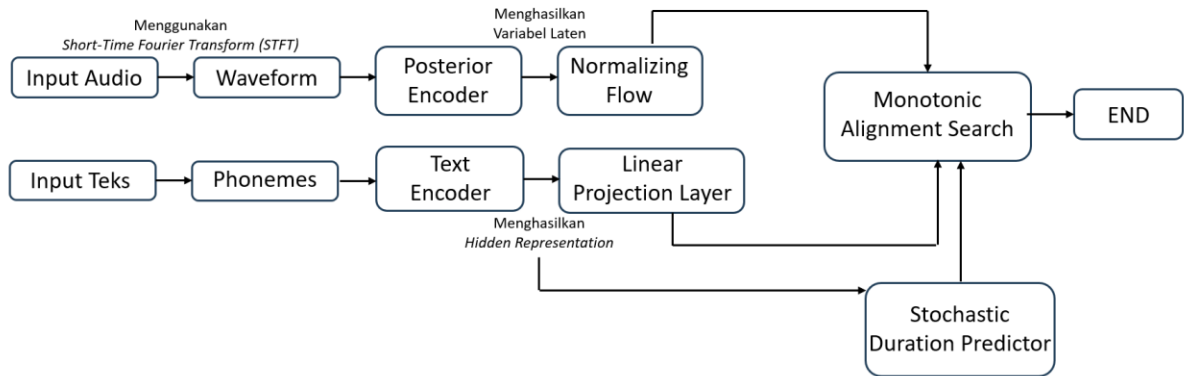 Menggunakan
Short-Time Fourier Transform (STFT)
Input Audio
Waveform
Posterior
Encoder
Menghasilkan
Variabel Laten
Normalizing
Flow
Monotonic
Alignment Search
END
Input Teks
Phonemes
Text
Encoder
Linear
Projection Layer
Menghasilkan
Hidden Representation
Stochastic
Duration Predictor